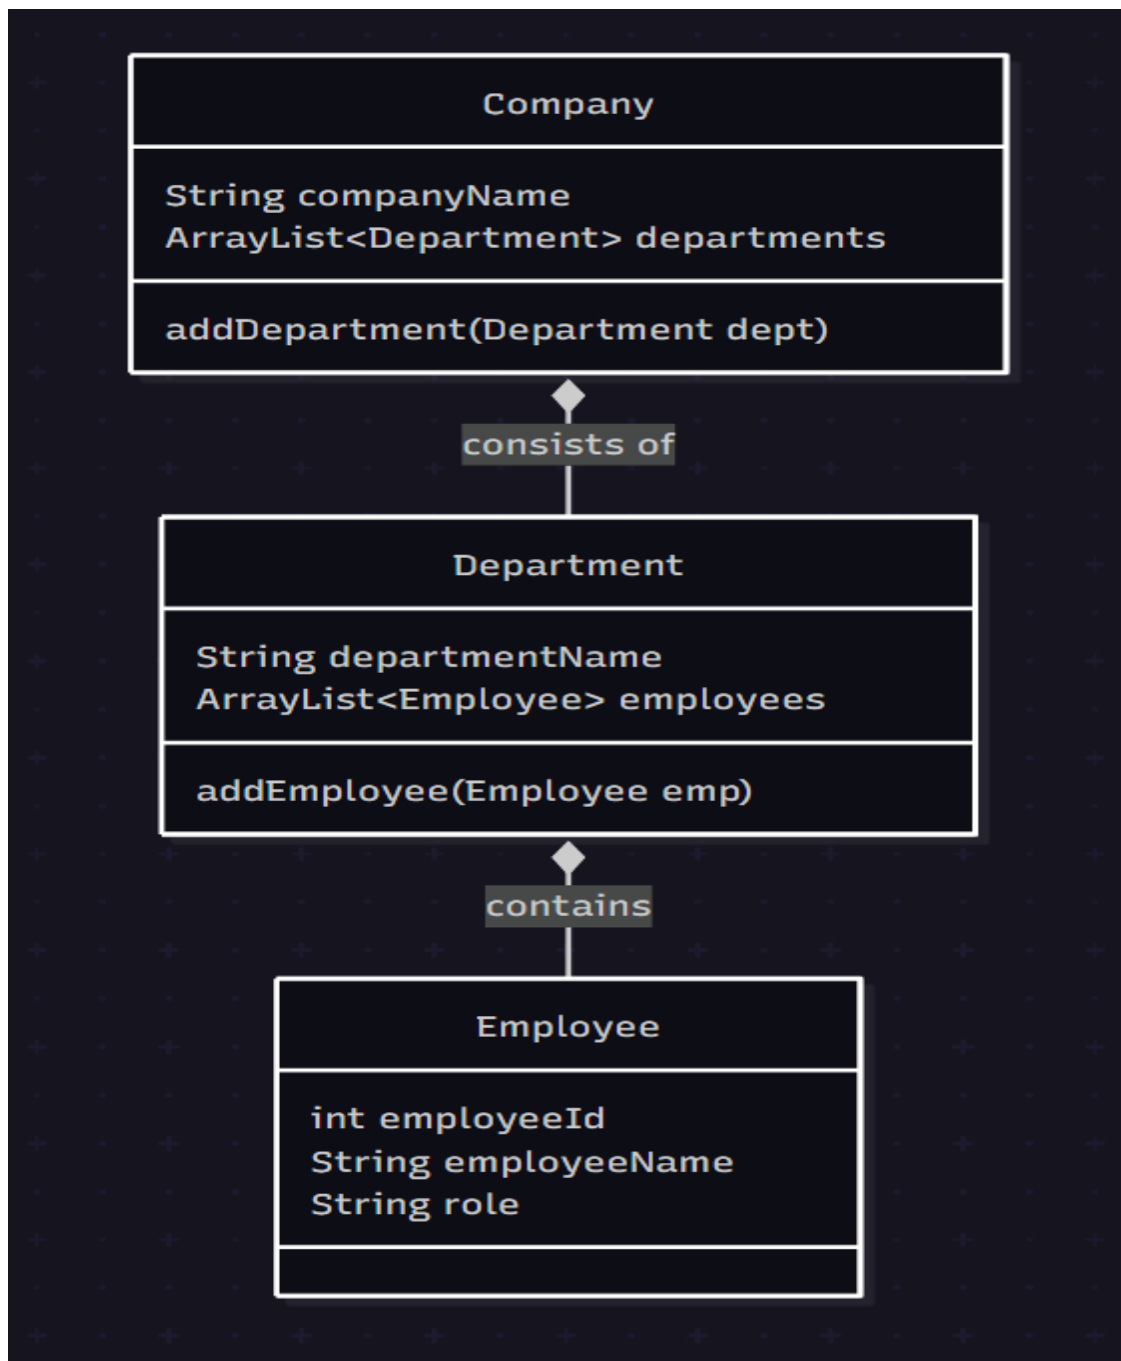 Company
String companyName
ArrayList<Department> departments
addDepartment(Department dept)
consists of
Department
String departmentName
ArrayList<Employee> employees
addEmployee(Employee emp)
contains
Employee
int employeeId
String employeeName
String role